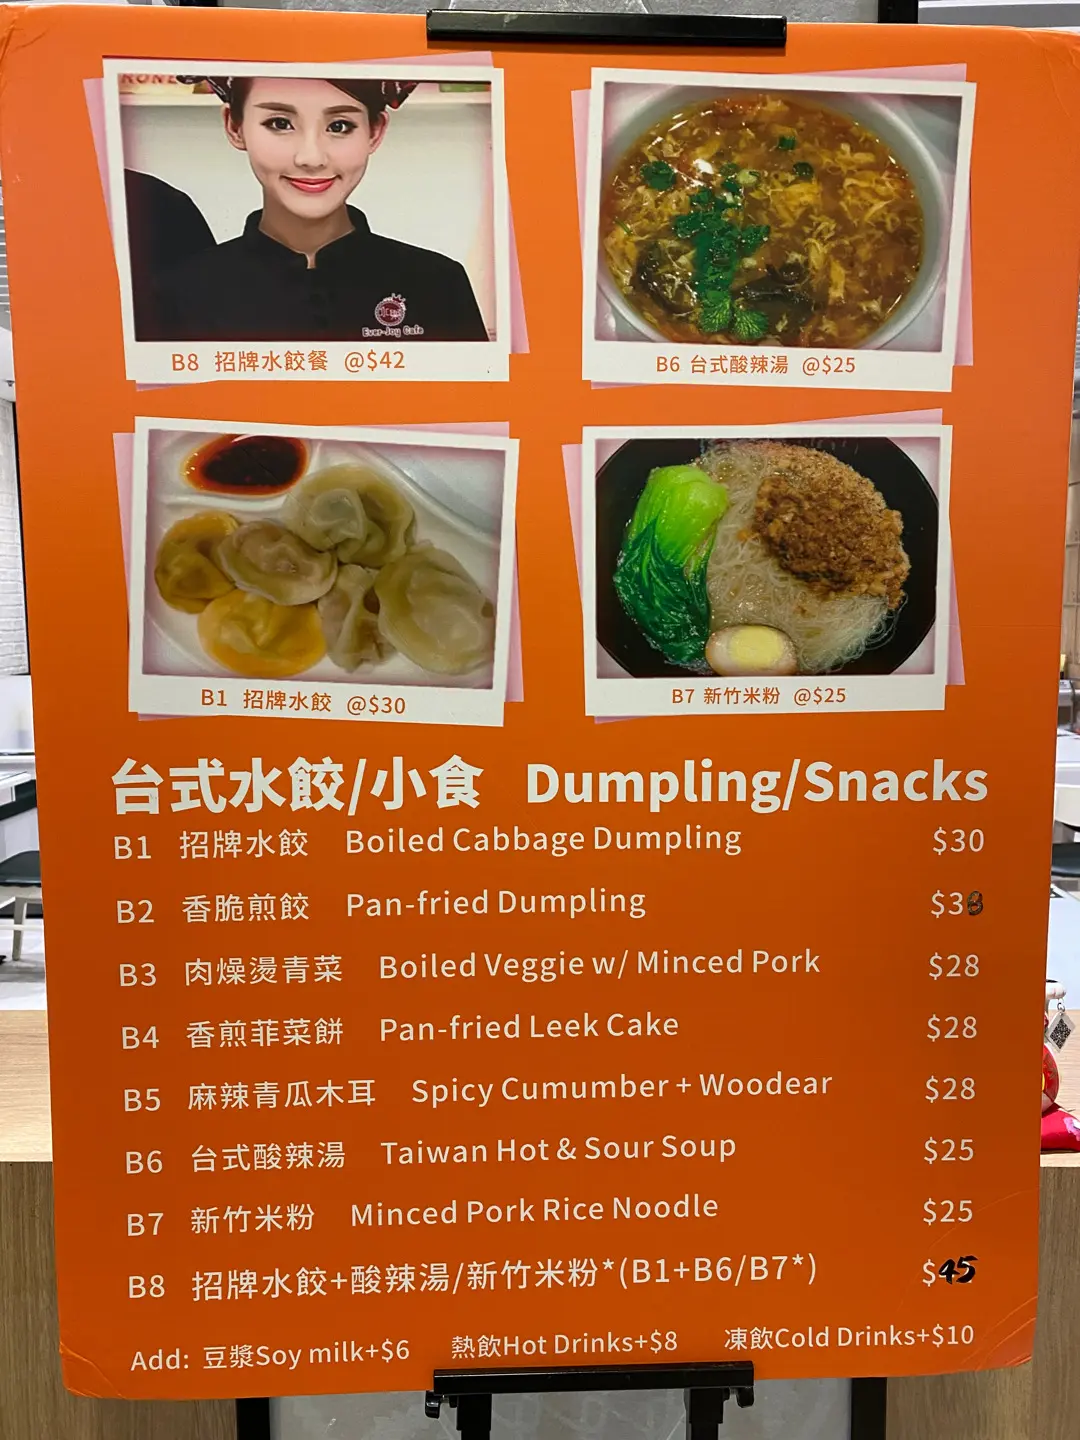 Ever-Joy Cafe
B8 招牌水餃餐 @$42
B6 台式酸辣湯 @$25
B1 招牌水餃 @$30
B7 新竹米粉 @$25
台式水餃/小食 Dumpling/Snacks
B1 招牌水餃 Boiled Cabbage Dumpling $30
B2 香脆煎餃 Pan-fried Dumpling $38
B3 肉燥燙青菜 Boiled Veggie w/ Minced Pork $28
B4 香煎菲菜餅 Pan-fried Leek Cake $28
B5 麻辣青瓜木耳 Spicy Cumumber + Woodear $28
B6 台式酸辣湯 Taiwan Hot & Sour Soup $25
B7 新竹米粉 Minced Pork Rice Noodle $25
B8 招牌水餃+酸辣湯/新竹米粉*(B1+B6/B7*) $45
Add: 豆漿Soy milk+$6 熱飲Hot Drinks+$8 凍飲Cold Drinks+$10